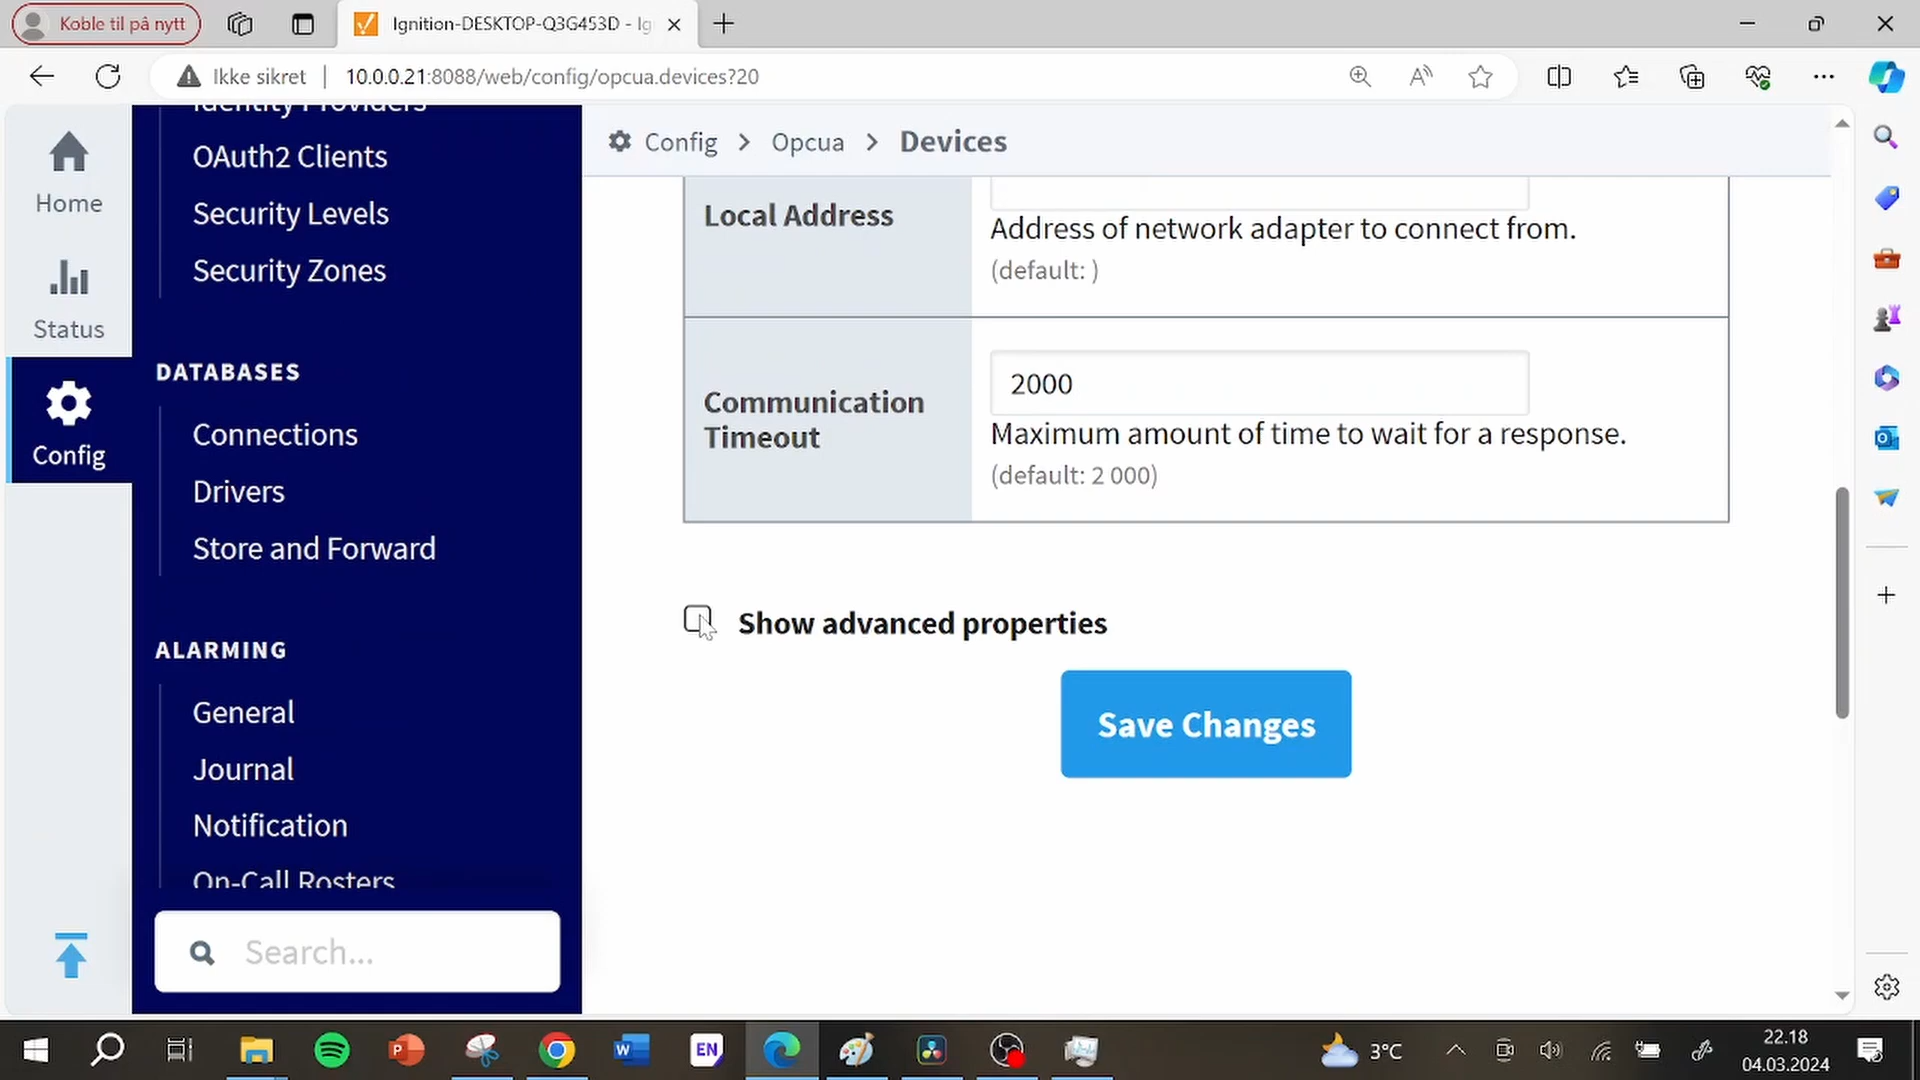 Koble til på nytt
Ignition-DESKTOP-Q3G453D - Ig
Ikke sikret
10.0.0.21:8088/web/config/opcua.devices?20
Home
Status
Config
Identity Providers
OAuth2 Clients
Security Levels
Security Zones
DATABASES
Connections
Drivers
Store and Forward
ALARMING
General
Journal
Notification
On-Call Rosters
Search...
Config > Opcua > Devices
Local Address
Address of network adapter to connect from.
(default: )
Communication
Timeout
2000
Maximum amount of time to wait for a response.
(default: 2 000)
Show advanced properties
Save Changes
EN
3°C
22.18
04.03.2024